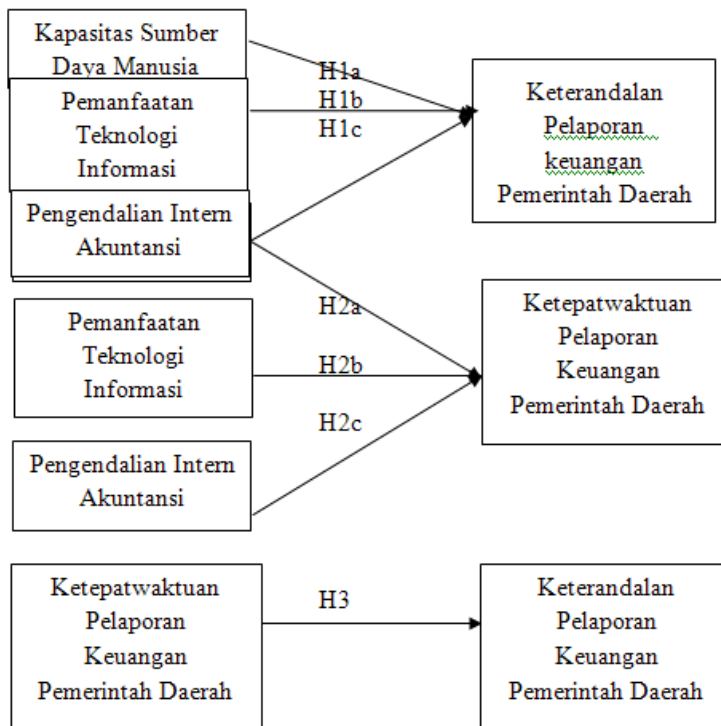 Kapasitas Sumber
Daya Manusia
Pemanfaatan
Teknologi
Informasi
Pengendalian Intern
Akuntansi
H1a
H1b
H1c
Keterandalan
Pelaporan
keuangan
Pemerintah Daerah
Pemanfaatan
Teknologi
Informasi
Pengendalian Intern
Akuntansi
H2a
H2b
H2c
Ketepatwaktuan
Pelaporan
Keuangan
Pemerintah Daerah
Ketepatwaktuan
Pelaporan
Keuangan
Pemerintah Daerah
H3
Keterandalan
Pelaporan
Keuangan
Pemerintah Daerah